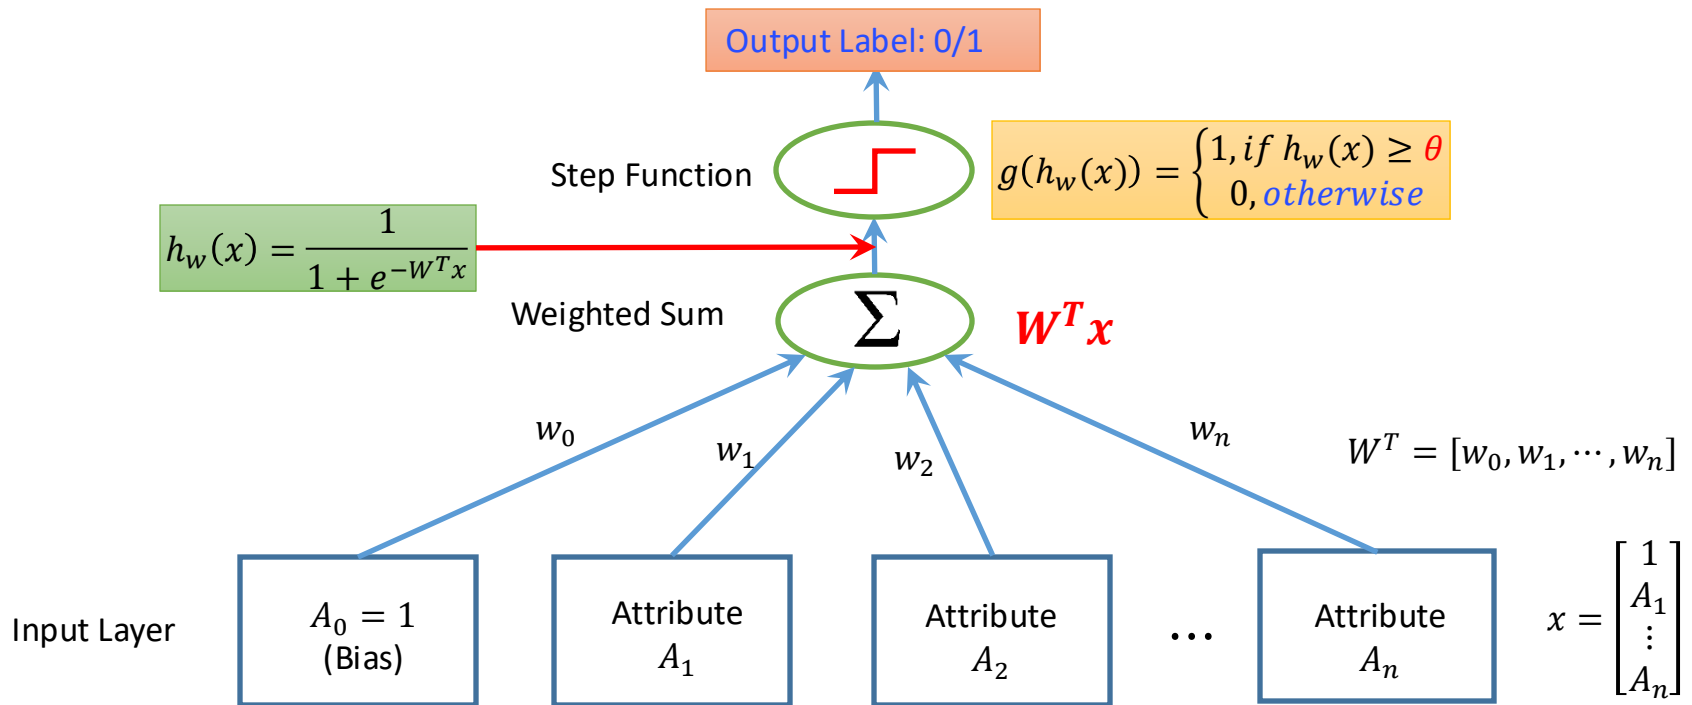 Output Label: 0/1
Step Function
g(h_w(x)) = {1, if h_w(x) ≥ θ
0, otherwise
h_w(x) = 1 / (1 + e^{-W^T x})
Weighted Sum
∑
W^T x
w_0
w_1
w_2
w_n
W^T = [w_0, w_1, ⋯, w_n]
Input Layer
A_0 = 1
(Bias)
Attribute
A_1
Attribute
A_2
⋯
Attribute
A_n
x = [1
A_1
⋮
A_n]